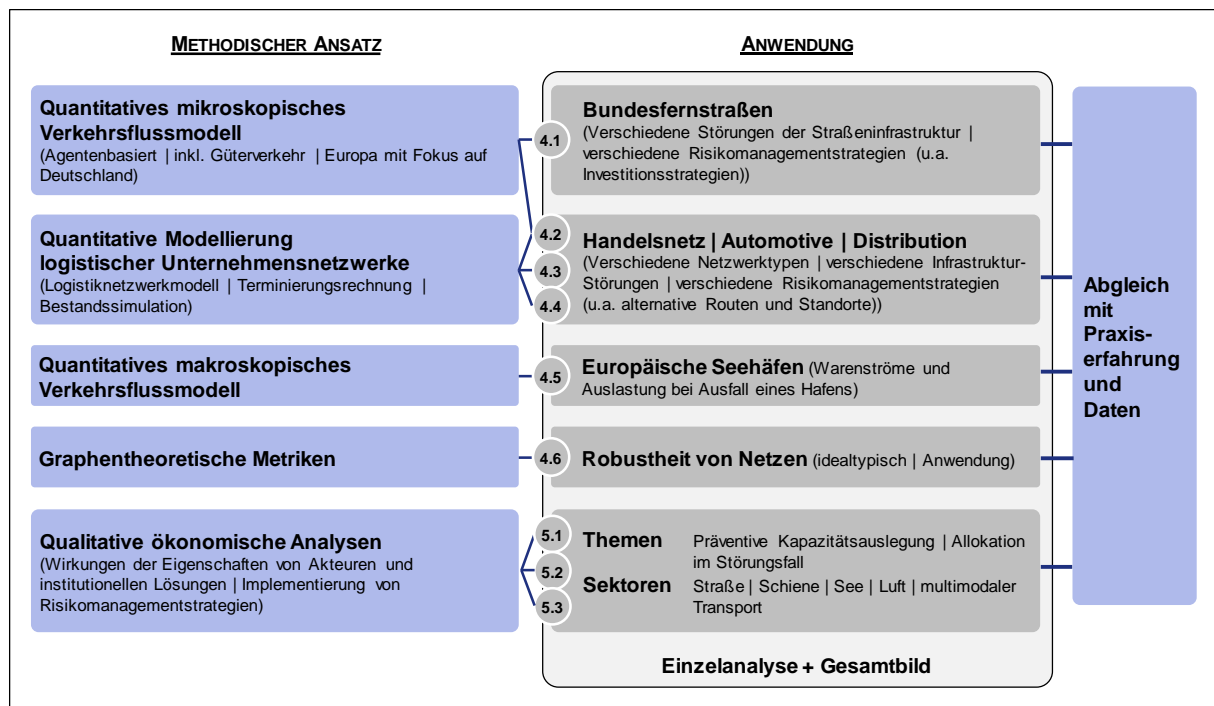 METHODISCHER ANSATZ
ANWENDUNG
Quantitatives mikroskopisches
Verkehrsflussmodell
(Agentenbasiert | inkl. Güterverkehr | Europa mit Fokus auf
Deutschland)
4.1
Bundesfernstraßen
(Verschiedene Störungen der Straßeninfrastruktur |
verschiedene Risikomanagementstrategien (u.a.
Investitionsstrategien))
Quantitative Modellierung
logistischer Unternehmensnetzwerke
(Logistiknetzwerkmodell | Terminierungsrechnung |
Bestandssimulation)
4.2
4.3
4.4
Handelsnetz | Automotive | Distribution
(Verschiedene Netzwerktypen | verschiedene Infrastruktur-
Störungen | verschiedene Risikomanagementstrategien
(u.a. alternative Routen und Standorte))
Quantitatives makroskopisches
Verkehrsflussmodell
4.5
Europäische Seehäfen (Warenströme und
Auslastung bei Ausfall eines Hafens)
Graphentheoretische Metriken
4.6
Robustheit von Netzen (idealtypisch | Anwendung)
Qualitative ökonomische Analysen
(Wirkungen der Eigenschaften von Akteuren und
institutionellen Lösungen | Implementierung von
Risikomanagementstrategien)
5.1
5.2
5.3
Themen Präventive Kapazitätsauslegung | Allokation
im Störungsfall
Sektoren Straße | Schiene | See | Luft | multimodaler
Transport
Einzelanalyse + Gesamtbild
Abgleich
mit
Praxis-
erfahrung
und
Daten